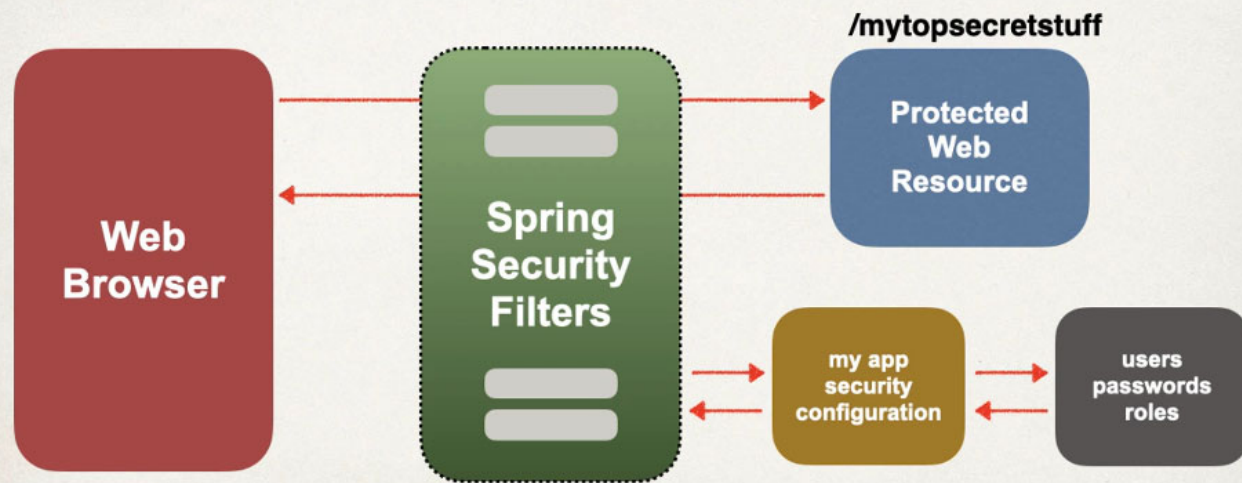 /mytopsecretstuff
Web
Browser
Spring
Security
Filters
Protected
Web
Resource
my app
security
configuration
users
passwords
roles